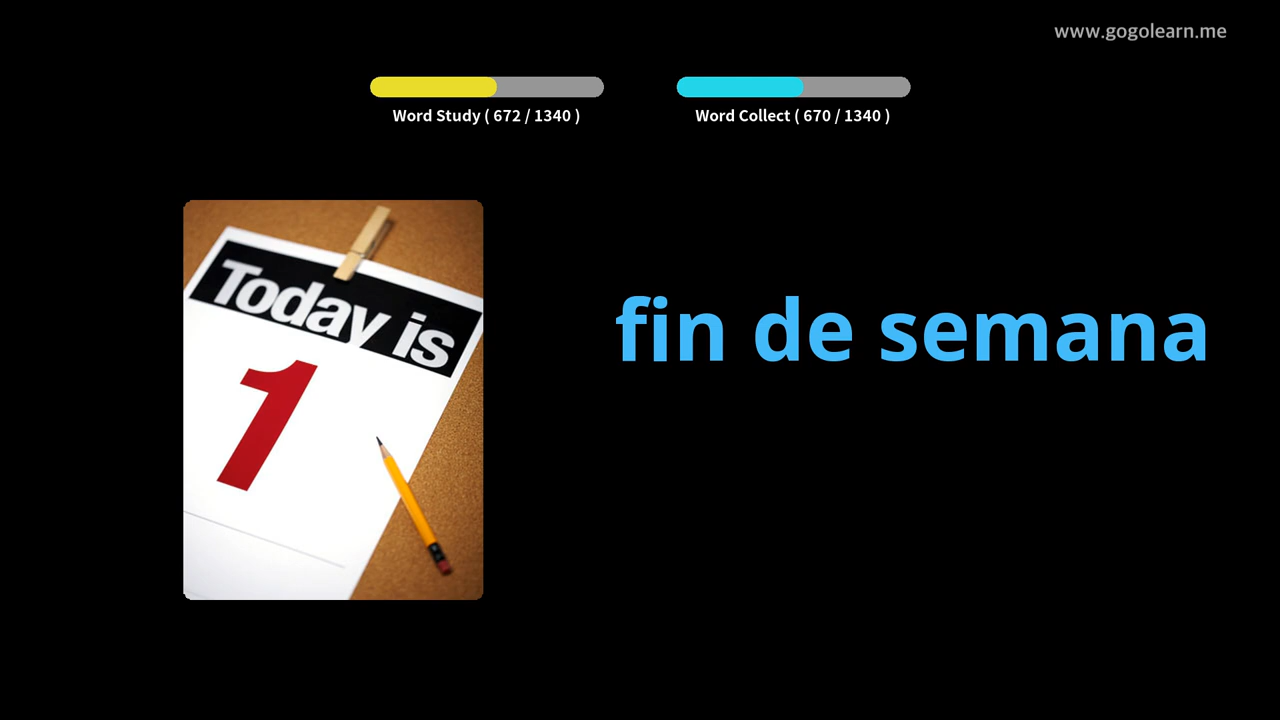 www.gogolearn.me
Word Study ( 672 / 1340 )
Word Collect ( 670 / 1340 )
Today is
1
fin de semana